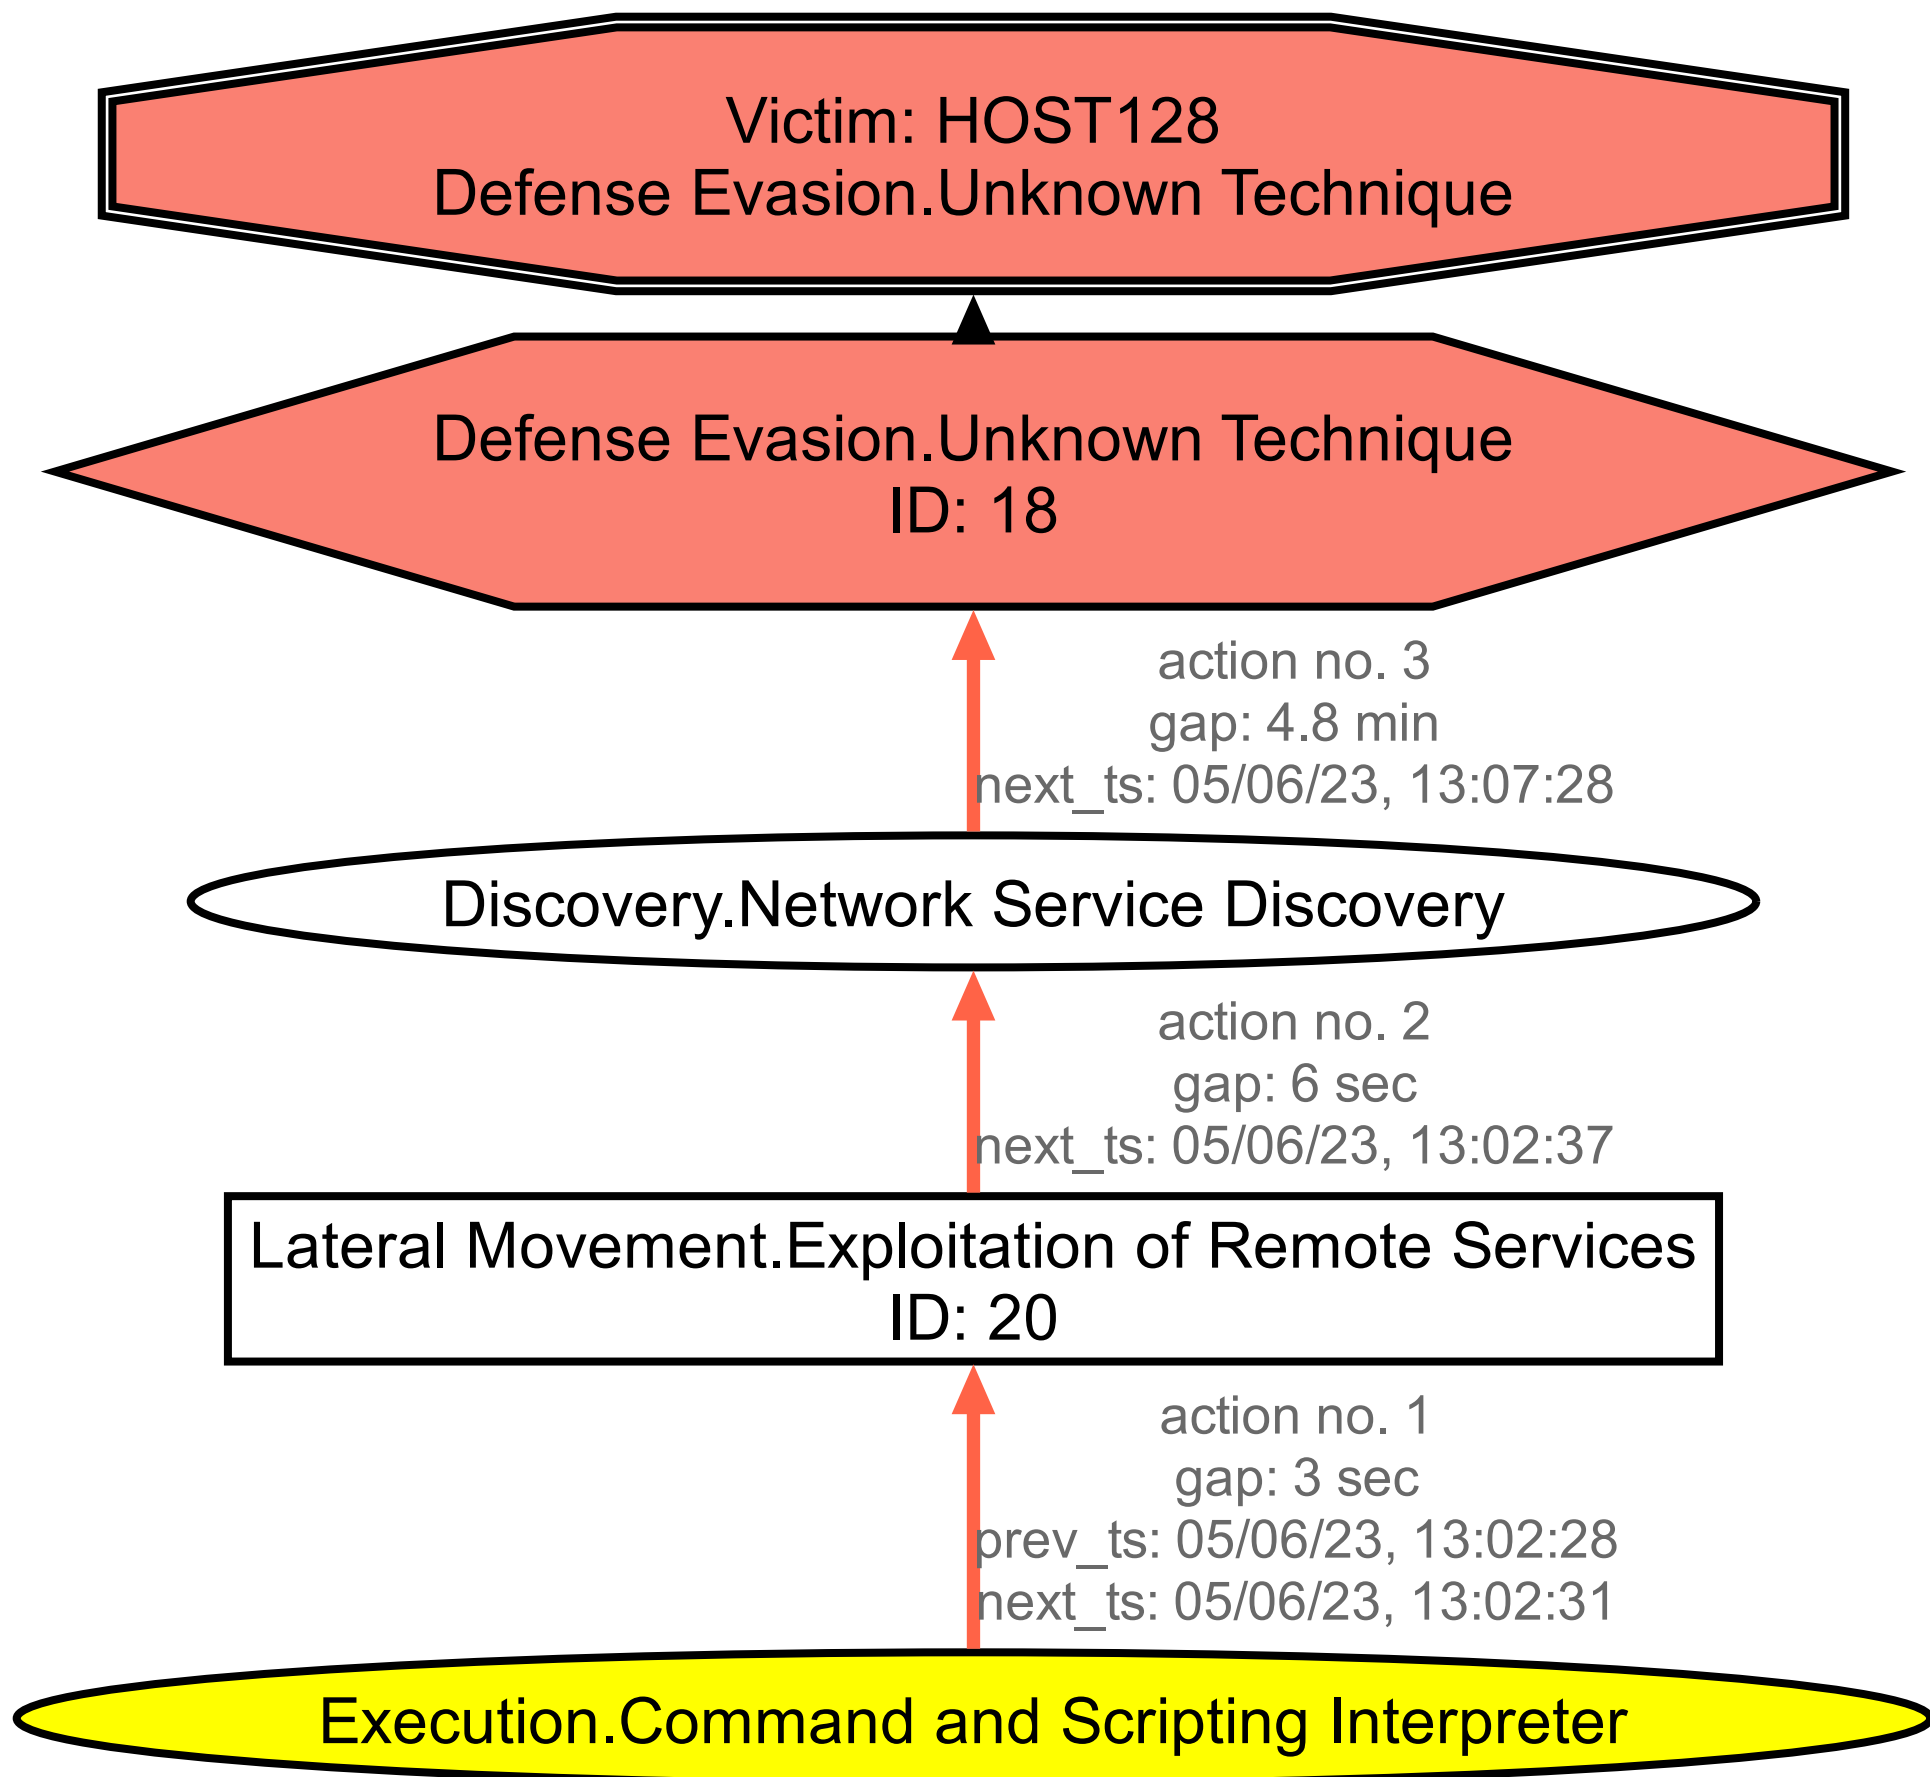 Victim: HOST128
Defense Evasion.Unknown Technique
Defense Evasion.Unknown Technique
ID: 18
action no. 3
gap: 4.8 min
next_ts: 05/06/23, 13:07:28
Discovery.Network Service Discovery
action no. 2
gap: 6 sec
next_ts: 05/06/23, 13:02:37
Lateral Movement.Exploitation of Remote Services
ID: 20
action no. 1
gap: 3 sec
prev_ts: 05/06/23, 13:02:28
next_ts: 05/06/23, 13:02:31
Execution.Command and Scripting Interpreter